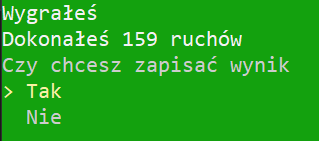 Wygrałeś
Dokonałeś 159 ruchów
Czy chcesz zapisać wynik
> Tak
Nie